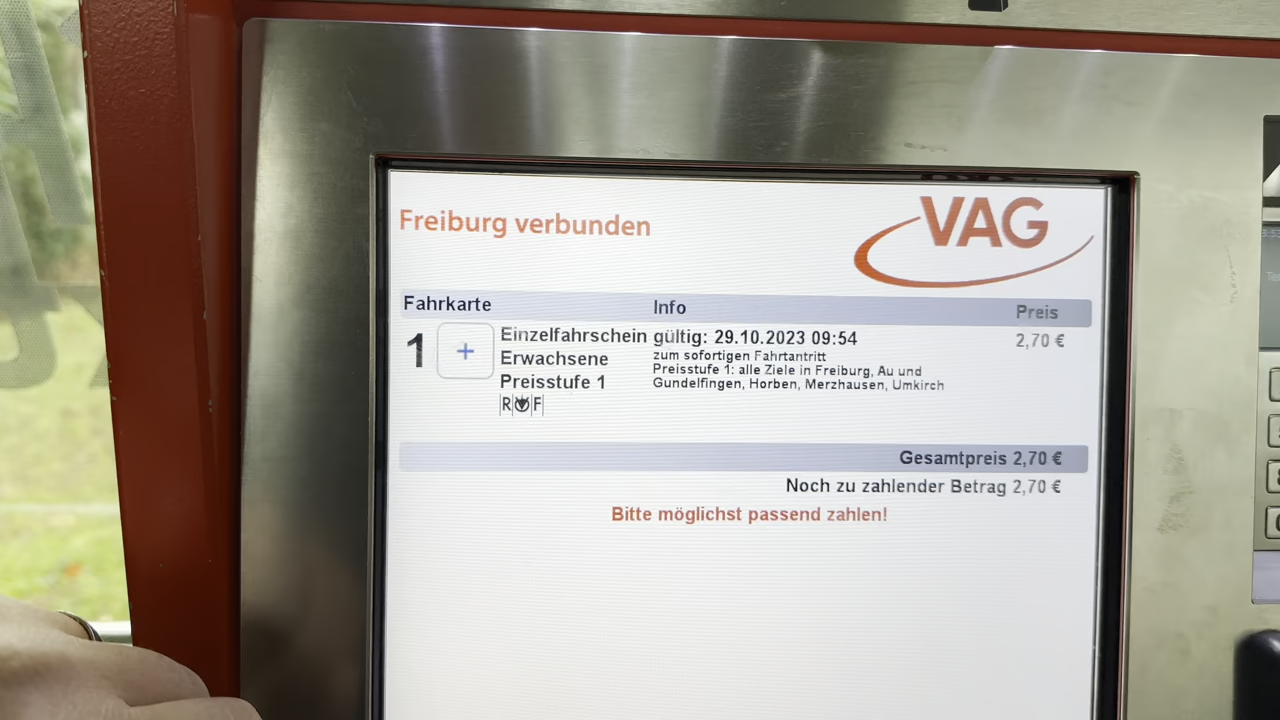 Freiburg verbunden
VAG
Fahrkarte Info Preis
1 + Einzelfahrschein gültig: 29.10.2023 09:54 2,70 €
Erwachsene zum sofortigen Fahrtantritt
Preisstufe 1: alle Ziele in Freiburg, Au und
Preisstufe 1 Gundelfingen, Horben, Merzhausen, Umkirch
RVF
Gesamtpreis 2,70 €
Noch zu zahlender Betrag 2,70 €
Bitte möglichst passend zahlen!